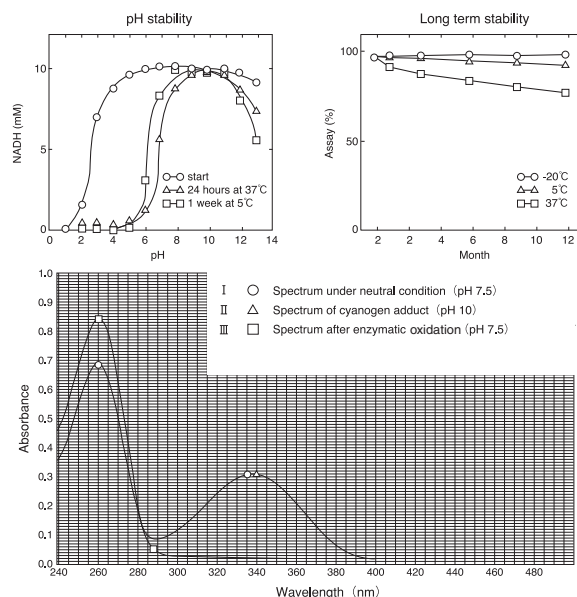 pH stability
NADH (mM)
10
5
0
start
24 hours at 37℃
1 week at 5℃
0 2 4 6 8 10 12 14
pH
Long term stability
Assay (%)
100
50
0
-20℃
5℃
37℃
2 2 4 6 8 10 12
Month
Absorbance
1.0
0.9
0.8
0.7
0.6
0.5
0.4
0.3
0.2
0.1
0.0
I Spectrum under neutral condition (pH 7.5)
II Spectrum of cyanogen adduct (pH 10)
III Spectrum after enzymatic oxidation (pH 7.5)
240 260 280 300 320 340 360 380 400 420 440 460 480
Wavelength (nm)